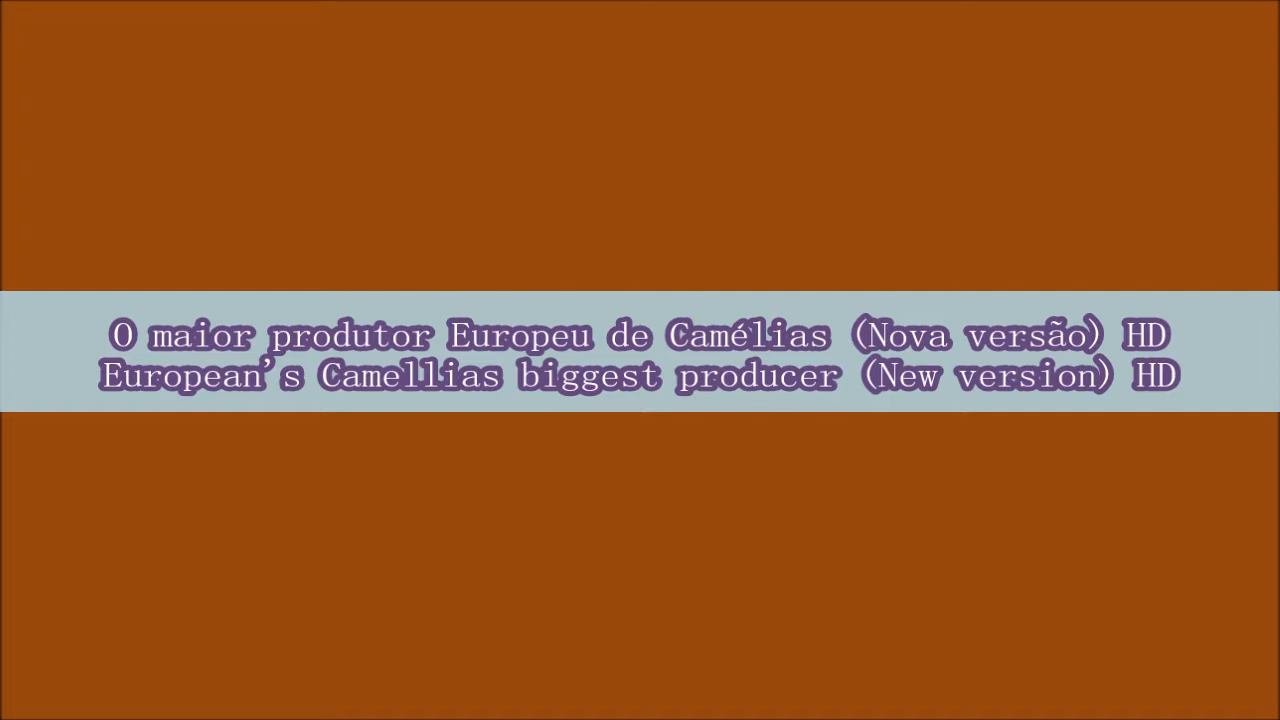 O maior produtor Europeu de Camélias (Nova versão) HD
European's Camellias biggest producer (New version) HD